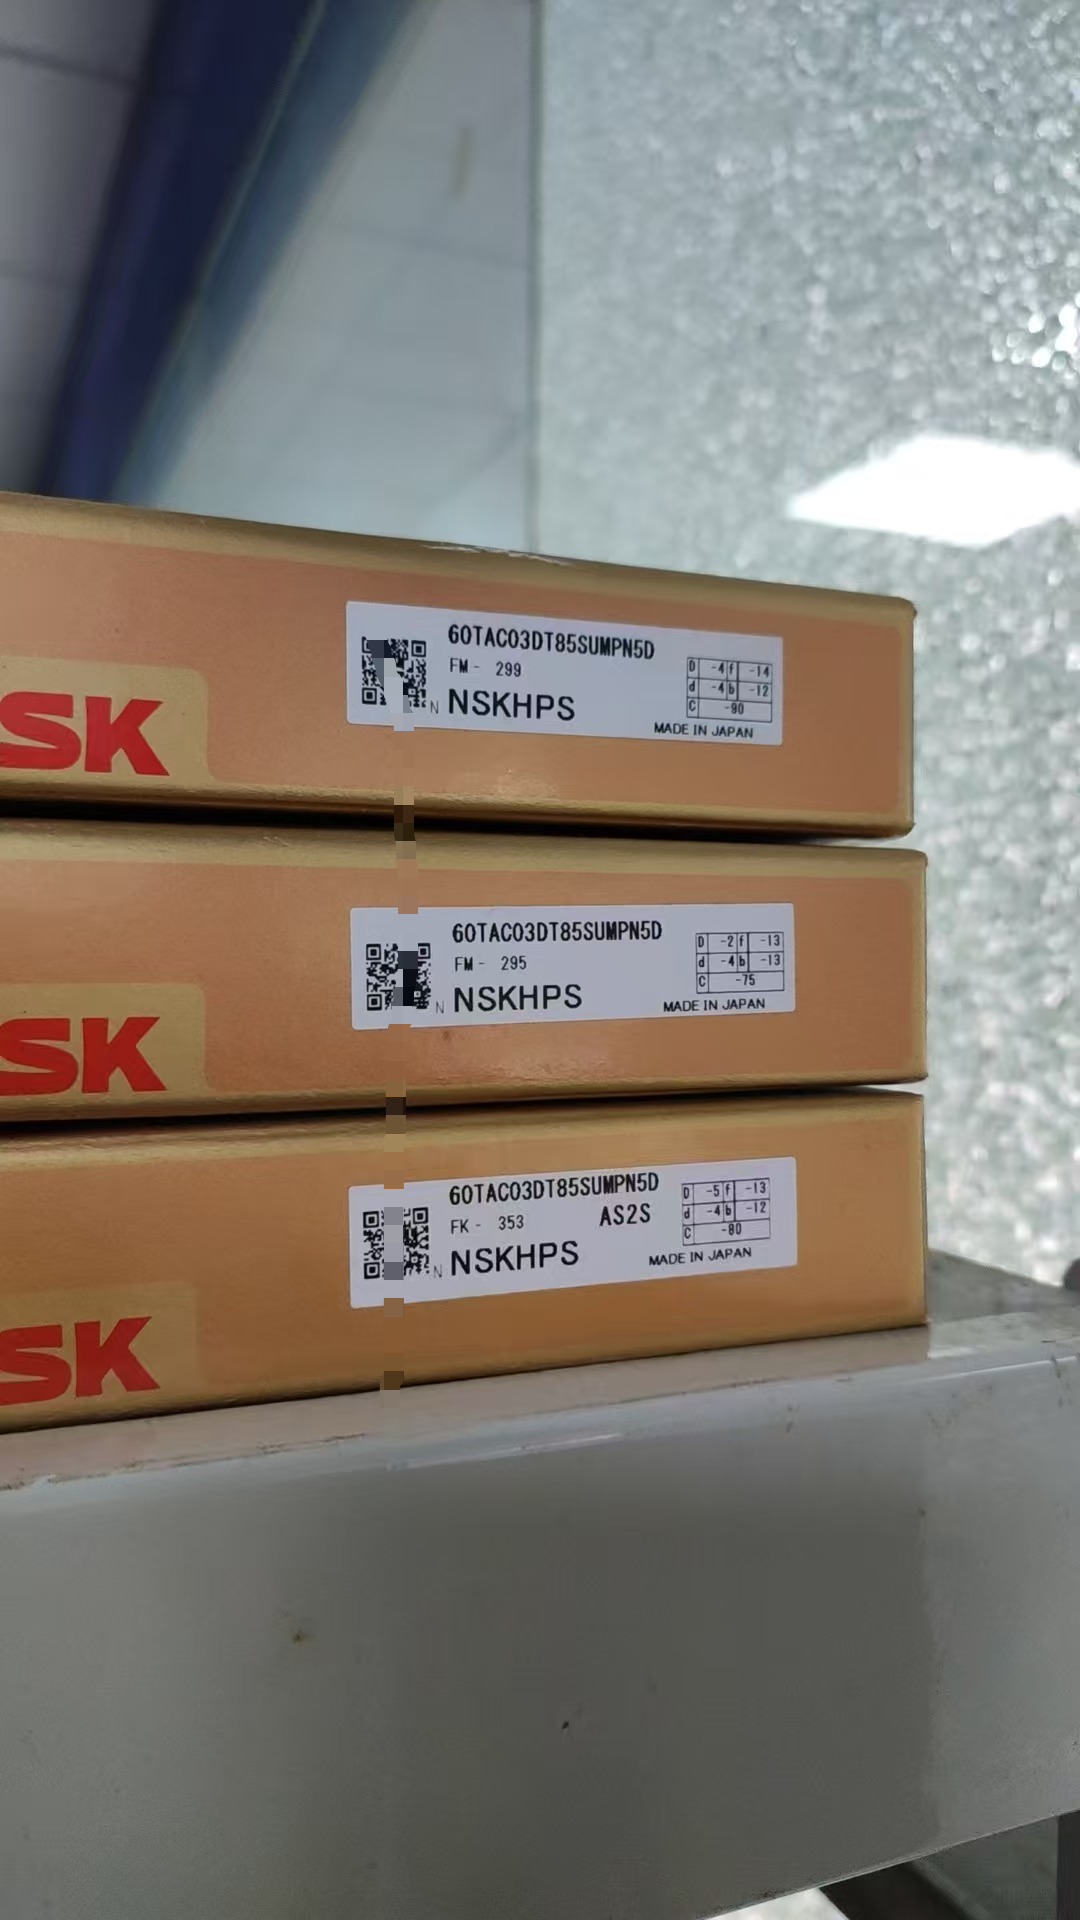 SK
60TAC03DT85SUMPN5D
FM - 299
N NSKHPS
D -4 f -14
d -4 b -12
C -90
MADE IN JAPAN
SK
60TAC03DT85SUMPN5D
FM - 295
N NSKHPS
D -2 f -13
d -4 b -13
C -75
MADE IN JAPAN
SK
60TAC03DT85SUMPN5D
FK - 353 AS2S
N NSKHPS
D -5 f -13
d -4 b -12
C -80
MADE IN JAPAN